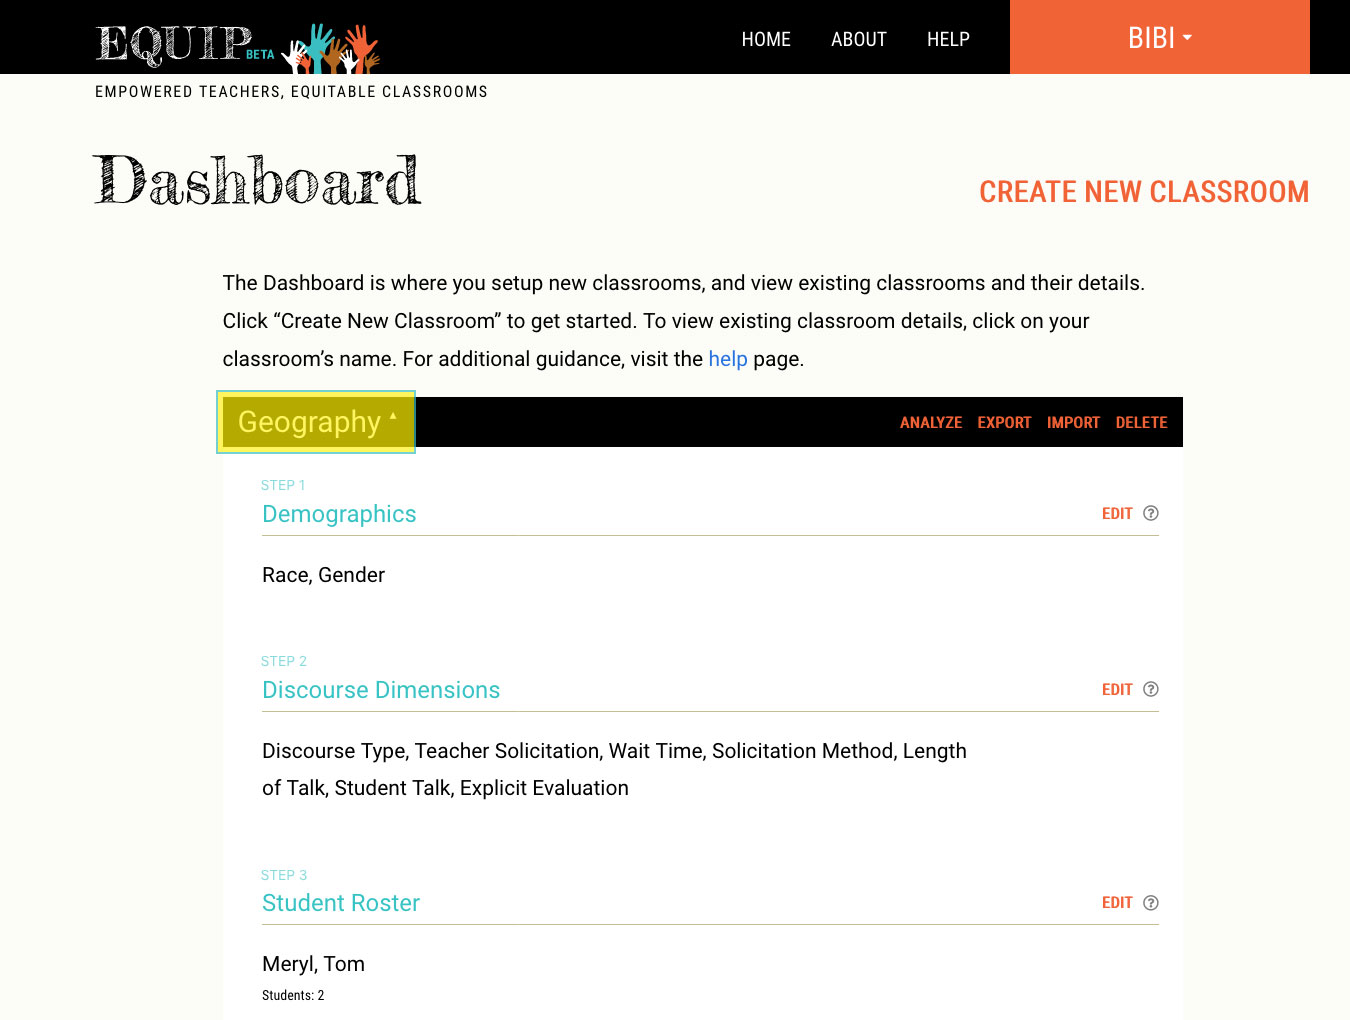 EQUIP BETA
HOME ABOUT HELP BIBI
EMPOWERED TEACHERS, EQUITABLE CLASSROOMS
Dashboard
CREATE NEW CLASSROOM
The Dashboard is where you setup new classrooms, and view existing classrooms and their details.
Click “Create New Classroom” to get started. To view existing classroom details, click on your
classroom’s name. For additional guidance, visit the help page.
Geography ANALYZE EXPORT IMPORT DELETE
STEP 1
Demographics EDIT ?
Race, Gender
STEP 2
Discourse Dimensions EDIT ?
Discourse Type, Teacher Solicitation, Wait Time, Solicitation Method, Length
of Talk, Student Talk, Explicit Evaluation
STEP 3
Student Roster EDIT ?
Meryl, Tom
Students: 2